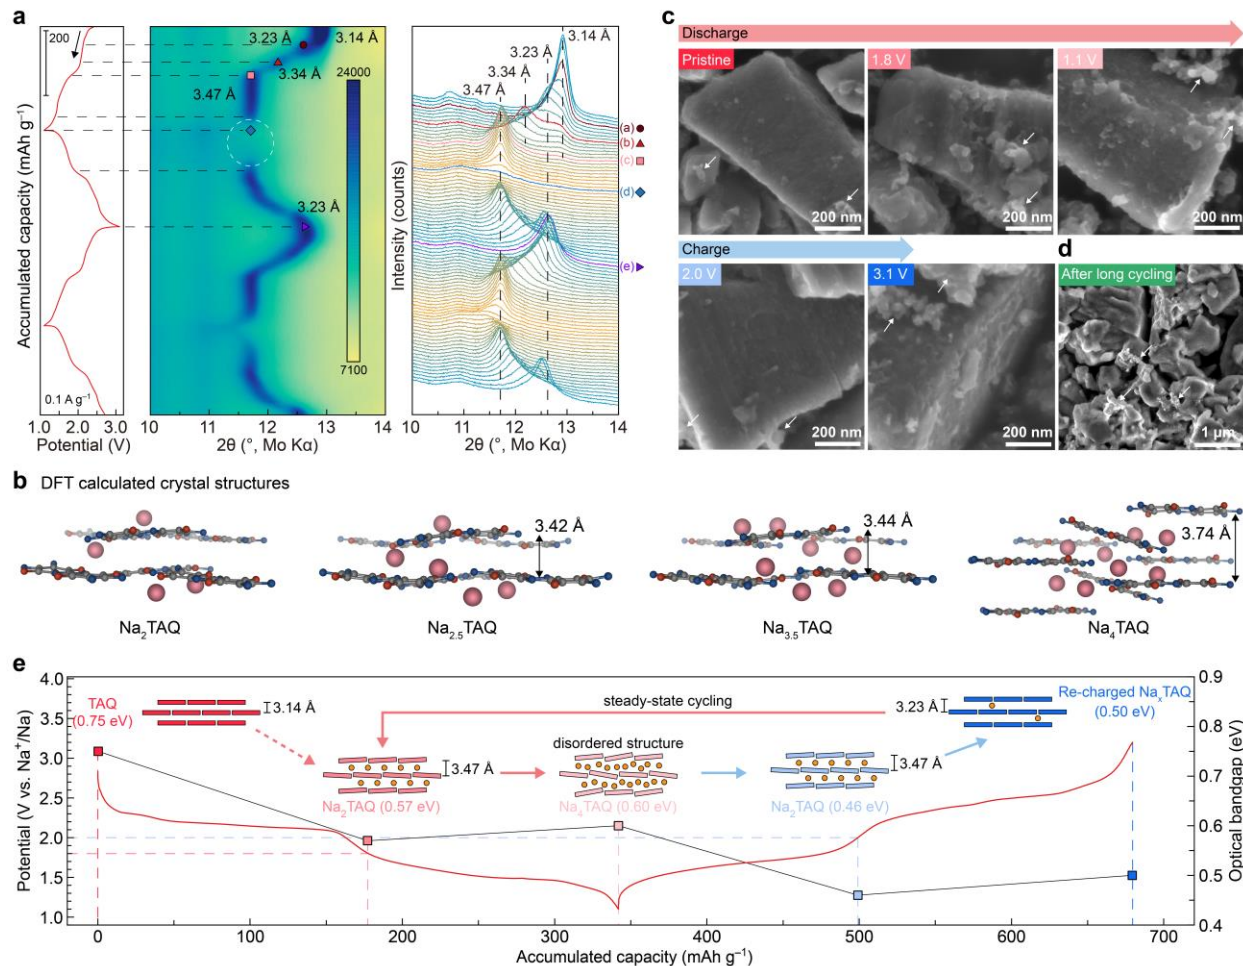 a
200
Accumulated capacity (mAh g⁻¹)
0.1 A g⁻¹
1.0 2.0 3.0
Potential (V)
3.23 Å
3.14 Å
3.34 Å
3.47 Å
24000
3.23 Å
7100
10 11 12 13 14
2θ (°, Mo Kα)
Intensity (counts)
3.14 Å
3.23 Å
3.34 Å
3.47 Å
(a)
(b)
(c)
(d)
(e)
10 11 12 13 14
2θ (°, Mo Kα)
c
Discharge
Pristine
1.8 V
1.1 V
200 nm
200 nm
200 nm
Charge
d
2.0 V
3.1 V
After long cycling
200 nm
200 nm
1 µm
b DFT calculated crystal structures
3.42 Å
3.44 Å
3.74 Å
Na₂TAQ
Na₂.₅TAQ
Na₃.₅TAQ
Na₄TAQ
e
Potential (V vs. Na⁺/Na)
4.0
3.5
3.0
2.5
2.0
1.5
1.0
TAQ
(0.75 eV)
3.14 Å
steady-state cycling
3.23 Å
Re-charged NaₓTAQ
(0.50 eV)
disordered structure
3.47 Å
3.47 Å
Na₂TAQ (0.57 eV)
Na₄TAQ (0.60 eV)
Na₂TAQ (0.46 eV)
0.9
0.8
0.7
0.6
0.5
0.4
Optical bandgap (eV)
0 100 200 300 400 500 600 700
Accumulated capacity (mAh g⁻¹)